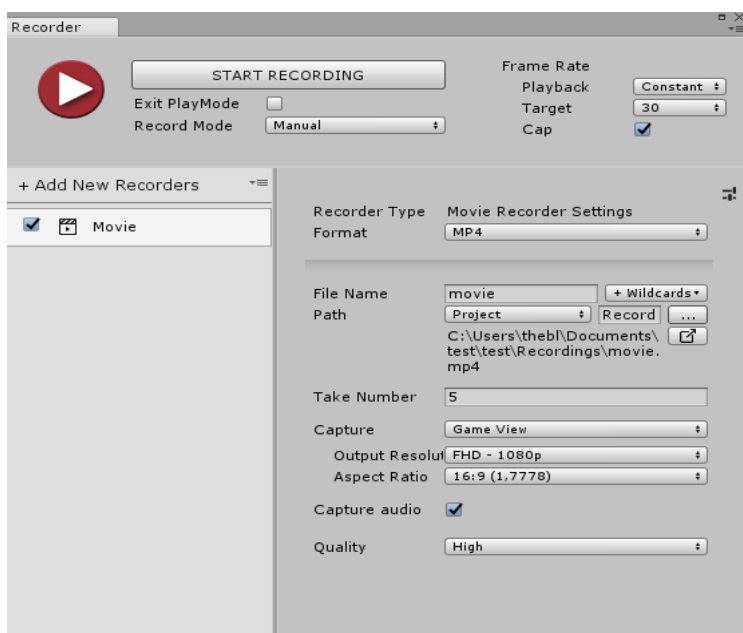 Recorder
START RECORDING
Exit PlayMode
Record Mode Manual
Frame Rate
Playback Constant
Target 30
Cap
+ Add New Recorders
Movie
Recorder Type Movie Recorder Settings
Format MP4
File Name movie + Wildcards
Path Project Record ...
C:\Users\thebl\Documents\
test\test\Recordings\movie.
mp4
Take Number 5
Capture Game View
Output Resolut FHD - 1080p
Aspect Ratio 16:9 (1,7778)
Capture audio
Quality High